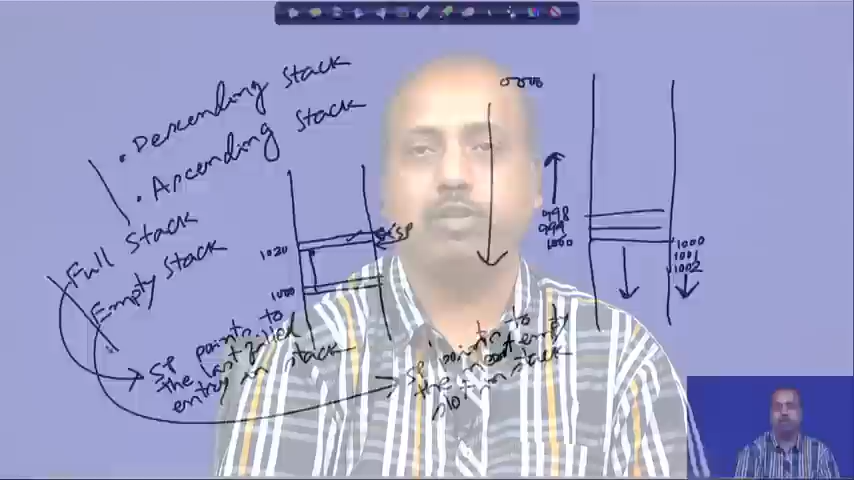 • Descending Stack
• Ascending Stack
Full Stack
Empty Stack
SP points to
the last filled
entry in stack
SP points to
the next empty
slot in stack
1020
SP
1000
0000
998
999
1000
1000
1001
1002